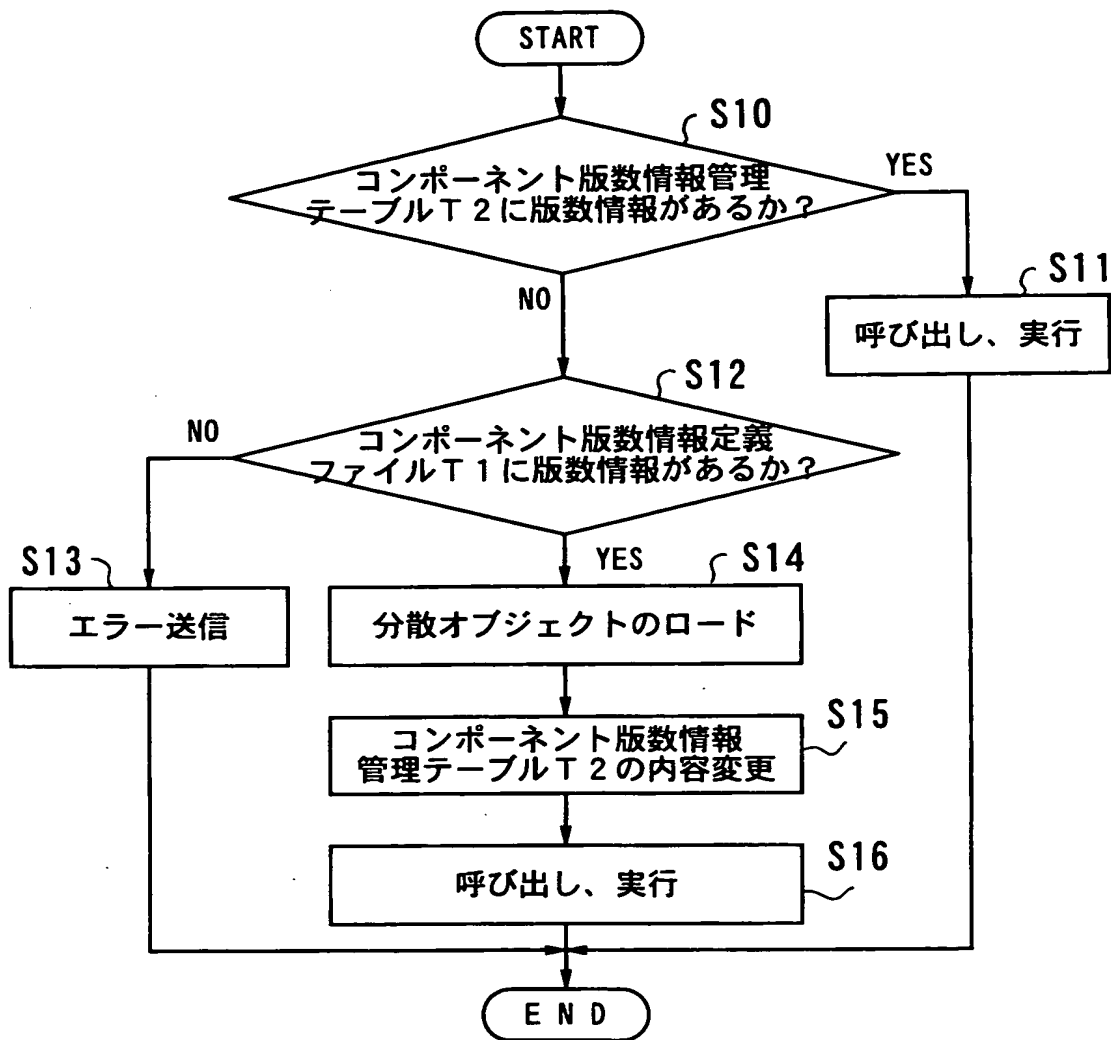 START
S10
コンポーネント版数情報管理
テーブルT2に版数情報があるか?
YES
NO
S11
呼び出し、実行
S12
コンポーネント版数情報定義
ファイルT1に版数情報があるか?
NO
YES
S13
エラー送信
S14
分散オブジェクトのロード
S15
コンポーネント版数情報
管理テーブルT2の内容変更
S16
呼び出し、実行
END